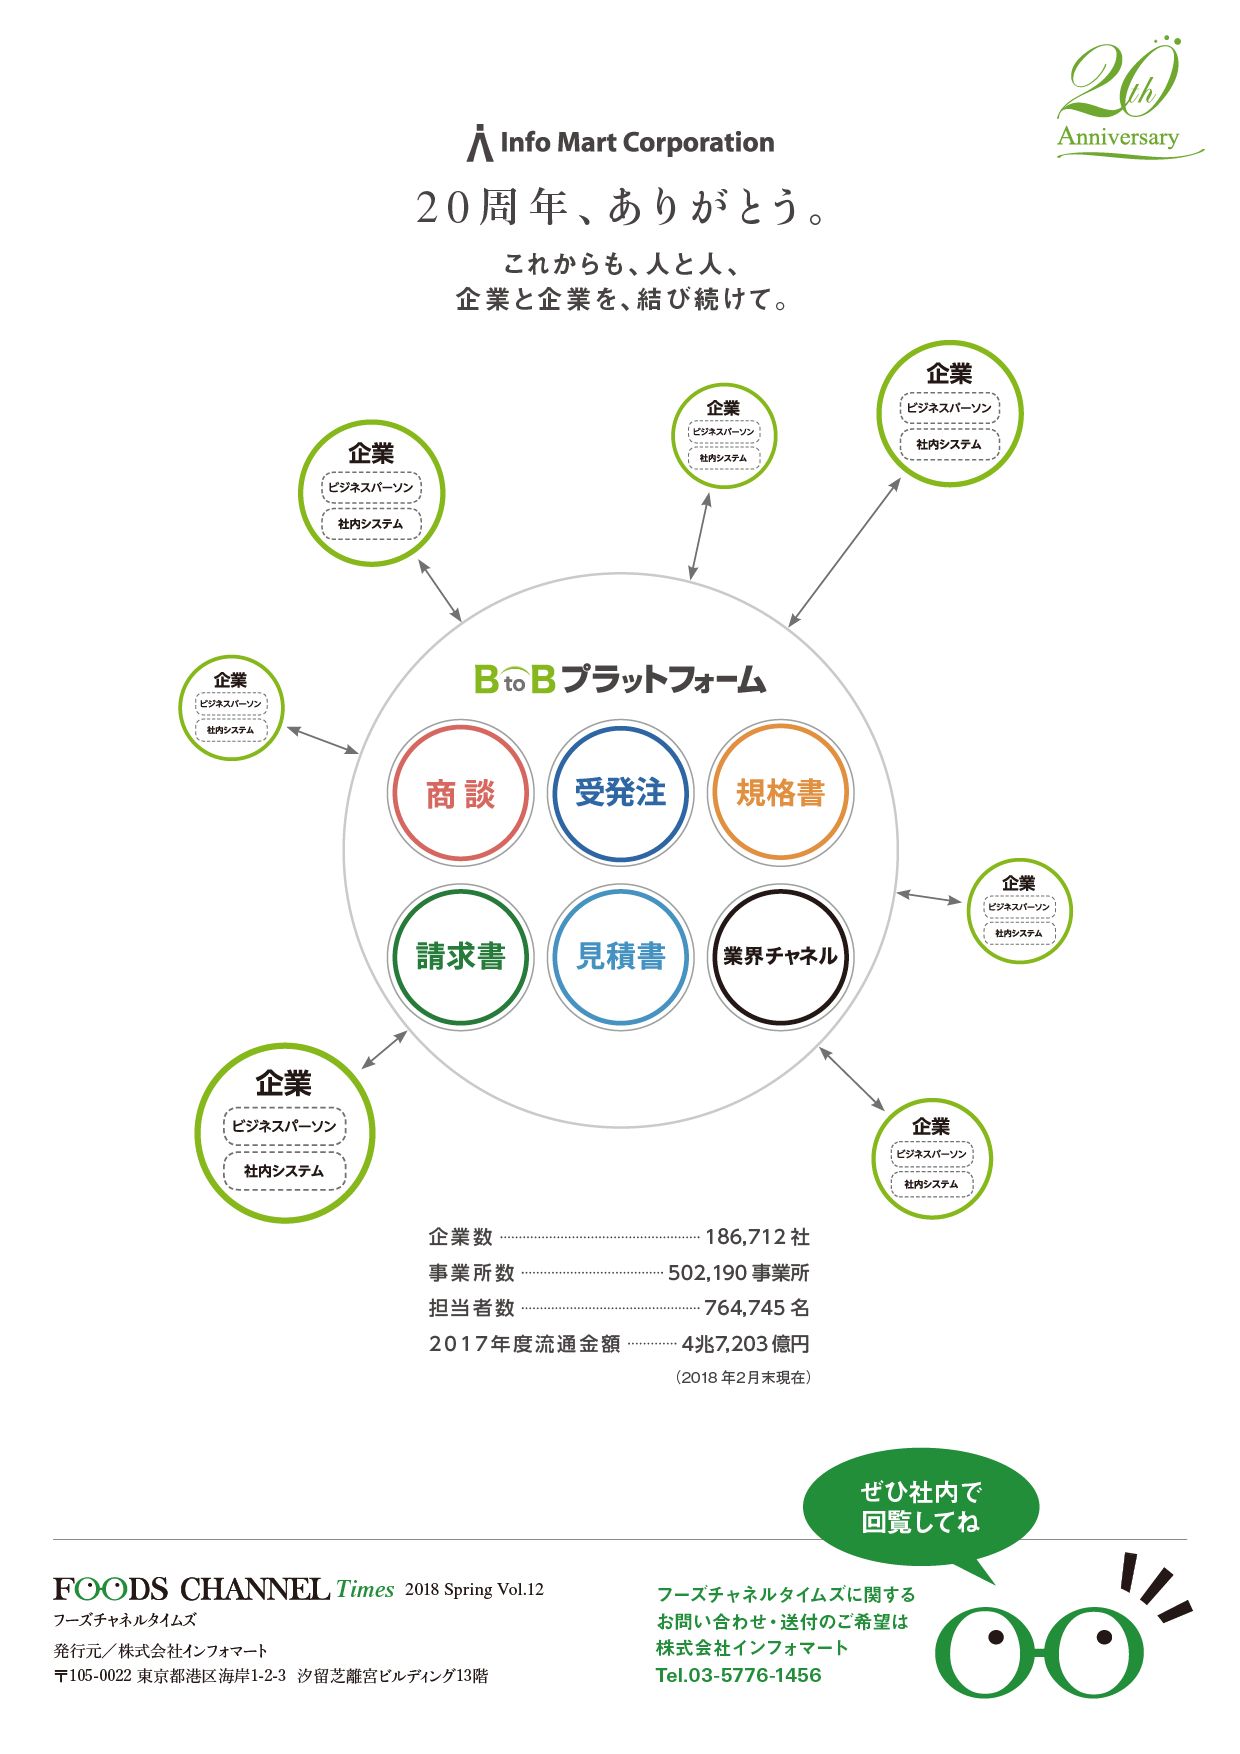 20th
Anniversary
Info Mart Corporation
20周年、ありがとう。
これからも、人と人、
企業と企業を、結び続けて。
企業
ビジネスパーソン
社内システム
企業
ビジネスパーソン
社内システム
企業
ビジネスパーソン
社内システム
企業
ビジネスパーソン
社内システム
BtoBプラットフォーム
商談
受発注
規格書
請求書
見積書
業界チャネル
企業
ビジネスパーソン
社内システム
企業
ビジネスパーソン
社内システム
企業
ビジネスパーソン
社内システム
企業数 186,712 社
事業所数 502,190 事業所
担当者数 764,745 名
2017年度流通金額 4兆7,203億円
(2018 年2月末現在)
ぜひ社内で
回覧してね
FOODS CHANNEL Times 2018 Spring Vol.12
フーズチャネルタイムズ
発行元／株式会社インフォマート
〒105-0022 東京都港区海岸1-2-3 汐留芝離宮ビルディング13階
フーズチャネルタイムズに関する
お問い合わせ・送付のご希望は
株式会社インフォマート
Tel.03-5776-1456